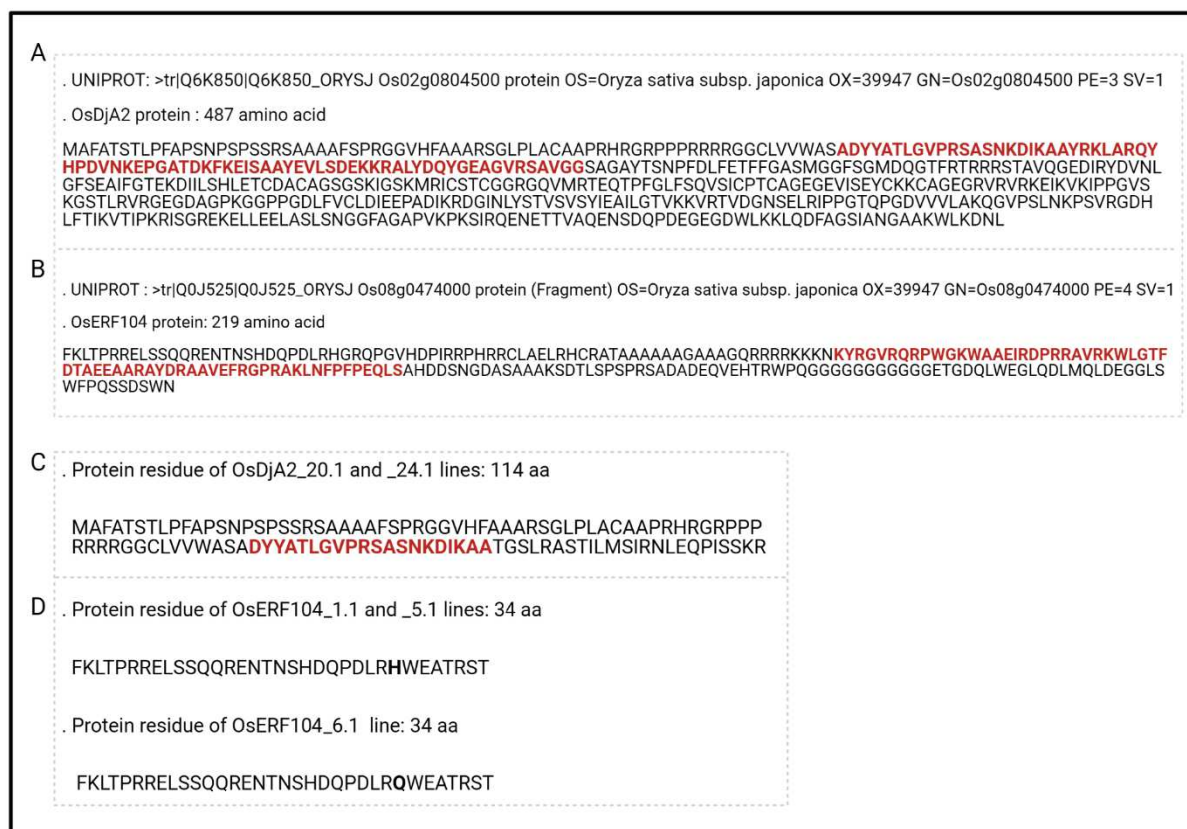 A
. UNIPROT: >tr|Q6K850|Q6K850_ORYSJ Os02g0804500 protein OS=Oryza sativa subsp. japonica OX=39947 GN=Os02g0804500 PE=3 SV=1
. OsDjA2 protein : 487 amino acid
MAFATSTLPFAPSNPSPSSRSAAAAFSPRGGVHFAAARSGLPLACAAPRHRGRPPPRRRRGGCLVVWASADYYATLGVPRSASNKDIKAAYRKLARQY
HPDVNKEPGATDKFKEISAAYEVLSDEKKRALYDQYGEAGVRSAVGGSAGAYTSNPFDLFETFFGASMGGFSGMDQGTFRTRRRSTAVQGEDIRYDVNL
GFSEAIFGTEKDIILSHLETCDACAGSGSKIGSKMRICSTCGGRGQVMRTEQTPFGLFSQVSICPTCAGEGEVISEYCKKCAGEGRVRVRKEIKVKIPPGVS
KGSTLRVRGEGDAGPKGGPPGDLFVCLDIEEPADIKRDGINLYSTVSVSYIEAILGTVKKVRTVDGNSELRIPPGTQPGDVVVLAKQGVPSLNKPSVRGDH
LFTIKVTIPKRISGREKELLEELASLSNGGFAGAPVKPKSIRQENETTVAQENSDQPDEGEGDWLKKLQDFAGSIANGAAKWLKDNL
B
. UNIPROT : >tr|Q0J525|Q0J525_ORYSJ Os08g0474000 protein (Fragment) OS=Oryza sativa subsp. japonica OX=39947 GN=Os08g0474000 PE=4 SV=1
. OsERF104 protein: 219 amino acid
FKLTPRRELSSQQRENTNSHDQPDLRHGRQPGVHDPIRRPHRRCLAELRHCRATAAAAAAGAAAGQRRRRKKKNKYRGVRQRPWGKWAAEIRDPRRAVRKWLGTF
DTAEEAARAYDRAAVEFRGPRAKLNFPFPEQLSAHDDSNGDASAAAKSDTLSPSPRSADADEQVEHTRWPQGGGGGGGGGGGETGDQLWEGLQDLMQLDEGGLS
WFPQSSDSWN
C
. Protein residue of OsDjA2_20.1 and _24.1 lines: 114 aa
MAFATSTLPFAPSNPSPSSRSAAAAFSPRGGVHFAAARSGLPLACAAPRHRGRPPP
RRRRGGCLVVWASADYYATLGVPRSASNKDIKAATGSLRASTILMSIRNLEQPISSKR
D
. Protein residue of OsERF104_1.1 and _5.1 lines: 34 aa
FKLTPRRELSSQQRENTNSHDQPDLRHWEATRST
. Protein residue of OsERF104_6.1 line: 34 aa
FKLTPRRELSSQQRENTNSHDQPDLRQWEATRST